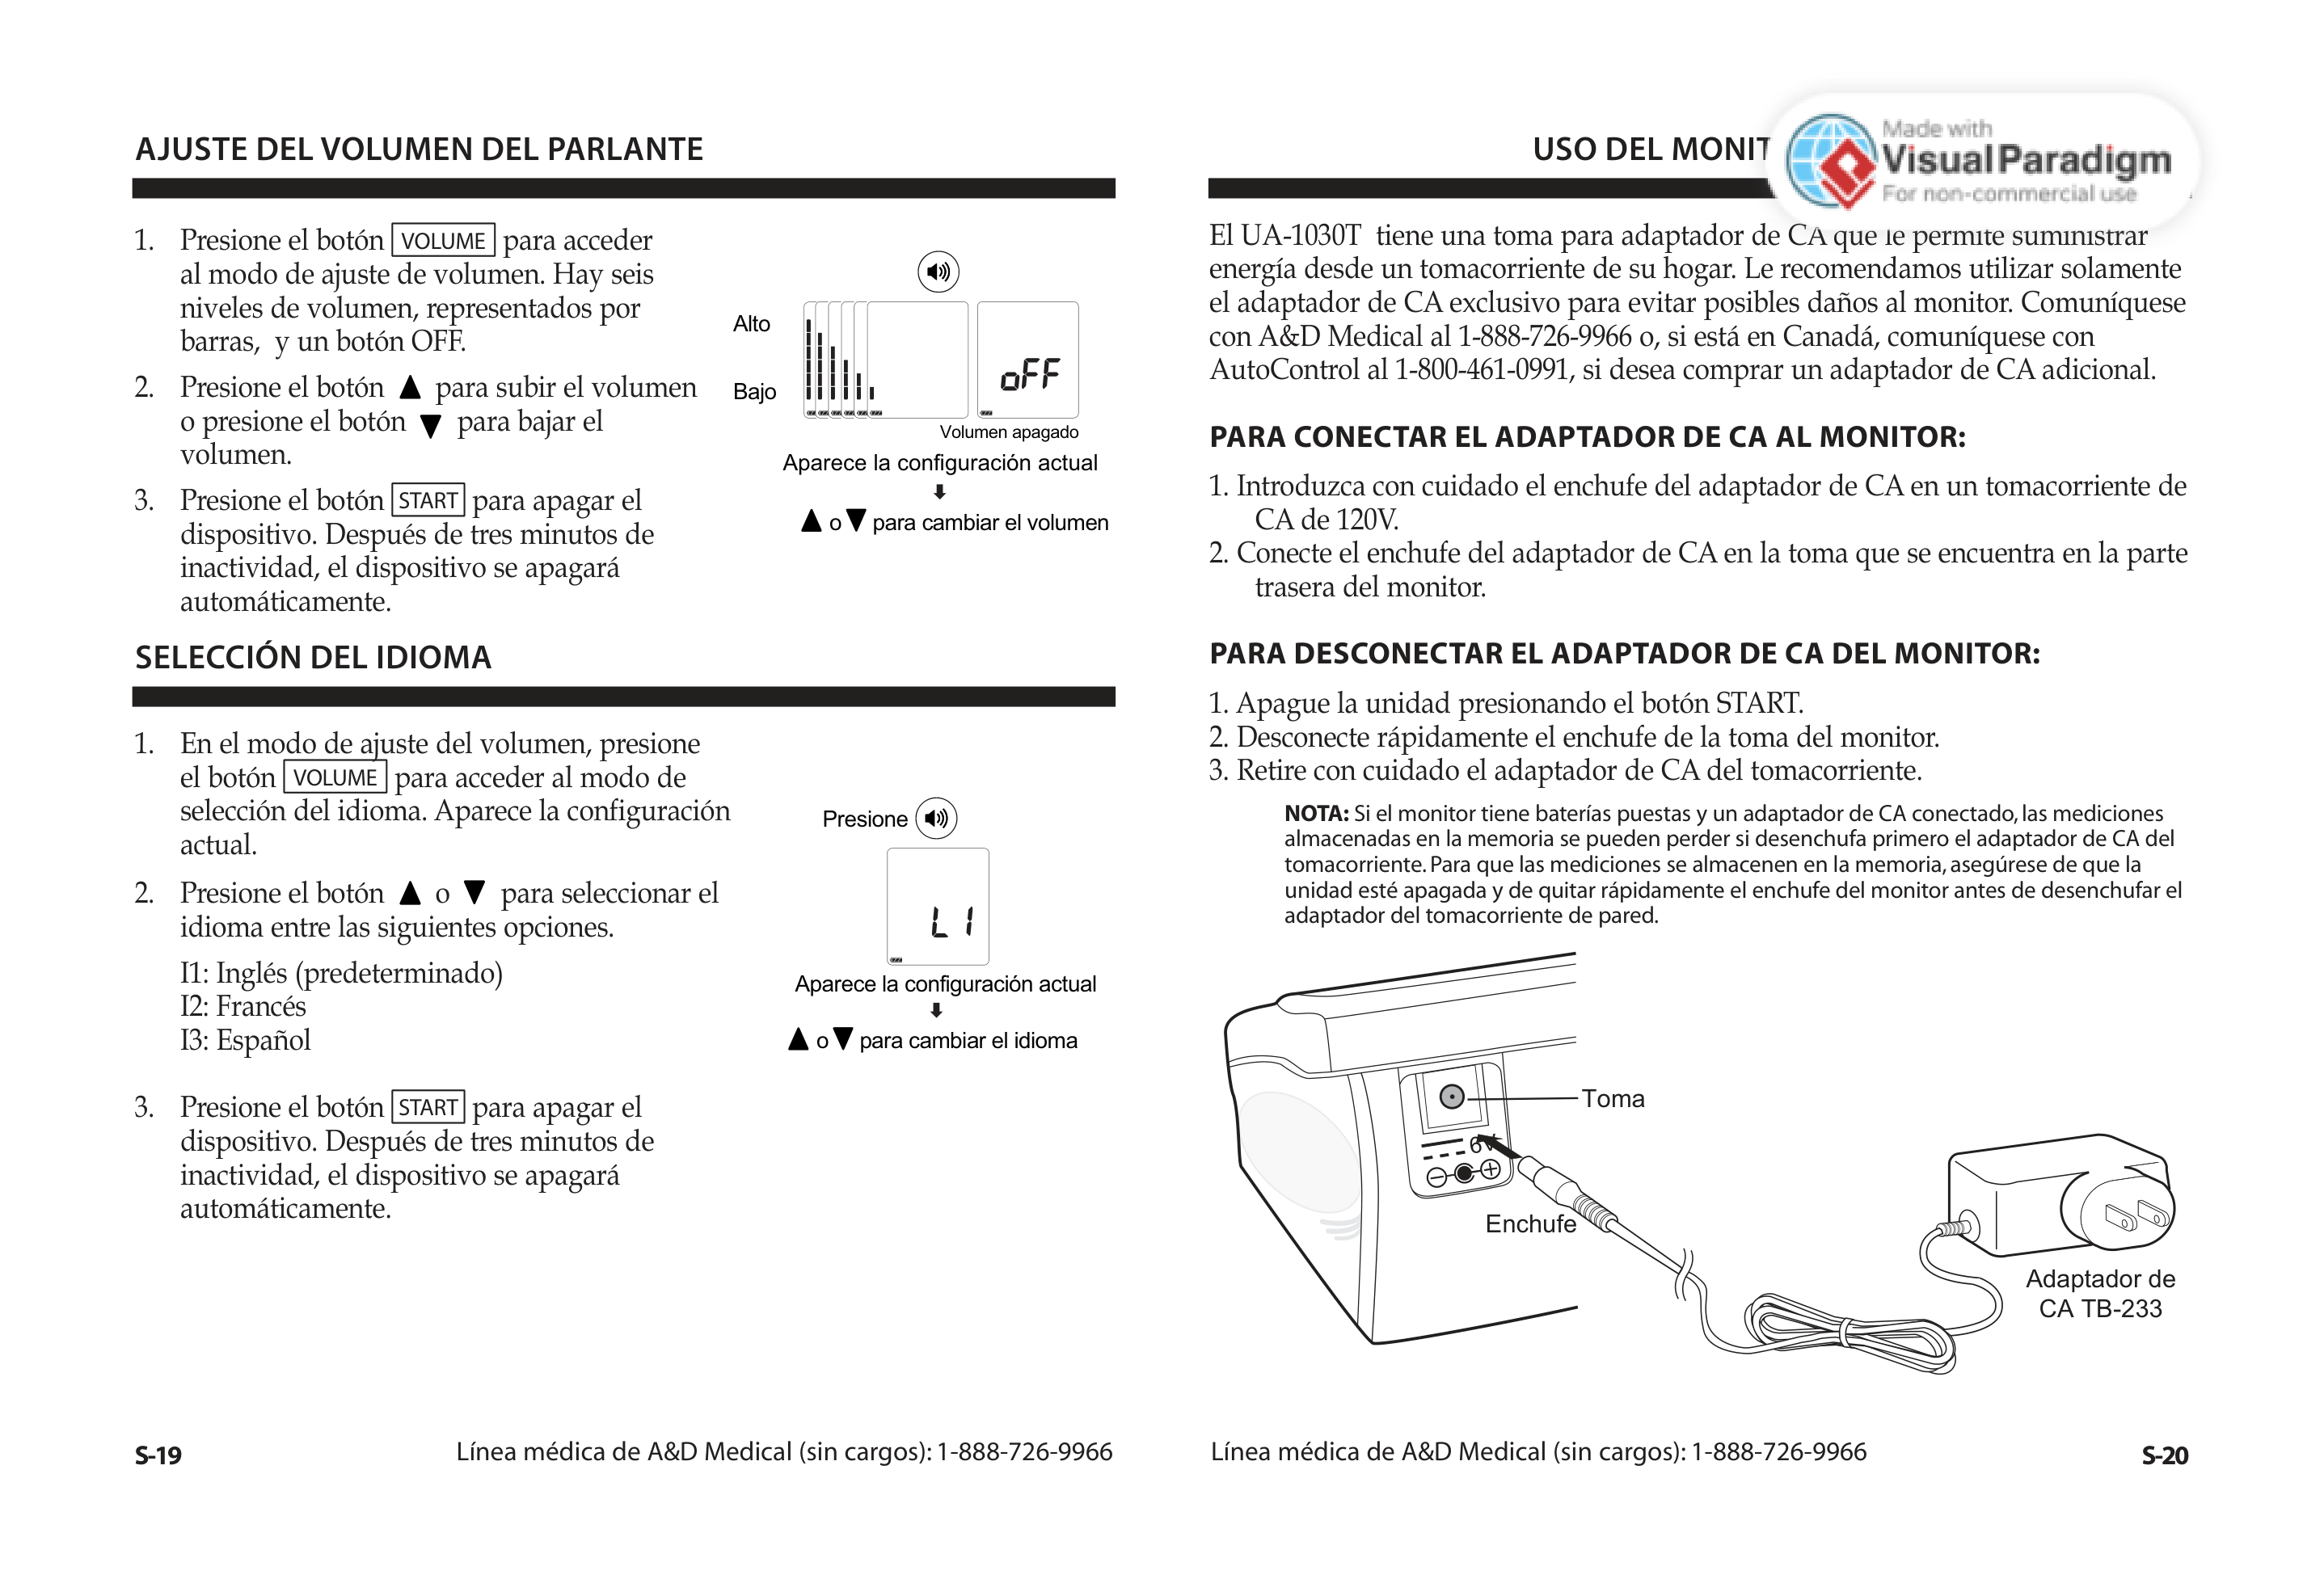 AJUSTE DEL VOLUMEN DEL PARLANTE
1. Presione el botón VOLUME para acceder
al modo de ajuste de volumen. Hay seis
niveles de volumen, representados por
barras, y un botón OFF.
2. Presione el botón ▲ para subir el volumen
o presione el botón ▼ para bajar el
volumen.
3. Presione el botón START para apagar el
dispositivo. Después de tres minutos de
inactividad, el dispositivo se apagará
automáticamente.
Alto
Bajo
oFF
Volumen apagado
Aparece la configuración actual
▲ o ▼ para cambiar el volumen
SELECCIÓN DEL IDIOMA
1. En el modo de ajuste del volumen, presione
el botón VOLUME para acceder al modo de
selección del idioma. Aparece la configuración
actual.
2. Presione el botón ▲ o ▼ para seleccionar el
idioma entre las siguientes opciones.
I1: Inglés (predeterminado)
I2: Francés
I3: Español
3. Presione el botón START para apagar el
dispositivo. Después de tres minutos de
inactividad, el dispositivo se apagará
automáticamente.
Presione
L1
Aparece la configuración actual
▲ o ▼ para cambiar el idioma
S-19 Línea médica de A&D Medical (sin cargos): 1-888-726-9966
USO DEL
Made with
Visual Paradigm
For non-commercial use
El UA-1030T tiene una toma para adaptador de CA que le permite suministrar
energía desde un tomacorriente de su hogar. Le recomendamos utilizar solamente
el adaptador de CA exclusivo para evitar posibles daños al monitor. Comuníquese
con A&D Medical al 1-888-726-9966 o, si está en Canadá, comuníquese con
AutoControl al 1-800-461-0991, si desea comprar un adaptador de CA adicional.
PARA CONECTAR EL ADAPTADOR DE CA AL MONITOR:
1. Introduzca con cuidado el enchufe del adaptador de CA en un tomacorriente de
CA de 120V.
2. Conecte el enchufe del adaptador de CA en la toma que se encuentra en la parte
trasera del monitor.
PARA DESCONECTAR EL ADAPTADOR DE CA DEL MONITOR:
1. Apague la unidad presionando el botón START.
2. Desconecte rápidamente el enchufe de la toma del monitor.
3. Retire con cuidado el adaptador de CA del tomacorriente.
NOTA: Si el monitor tiene baterías puestas y un adaptador de CA conectado, las mediciones
almacenadas en la memoria se pueden perder si desenchufa primero el adaptador de CA del
tomacorriente. Para que las mediciones se almacenen en la memoria, asegúrese de que la
unidad esté apagada y de quitar rápidamente el enchufe del monitor antes de desenchufar el
adaptador del tomacorriente de pared.
Toma
6V
Enchufe
Adaptador de
CA TB-233
Línea médica de A&D Medical (sin cargos): 1-888-726-9966 S-20